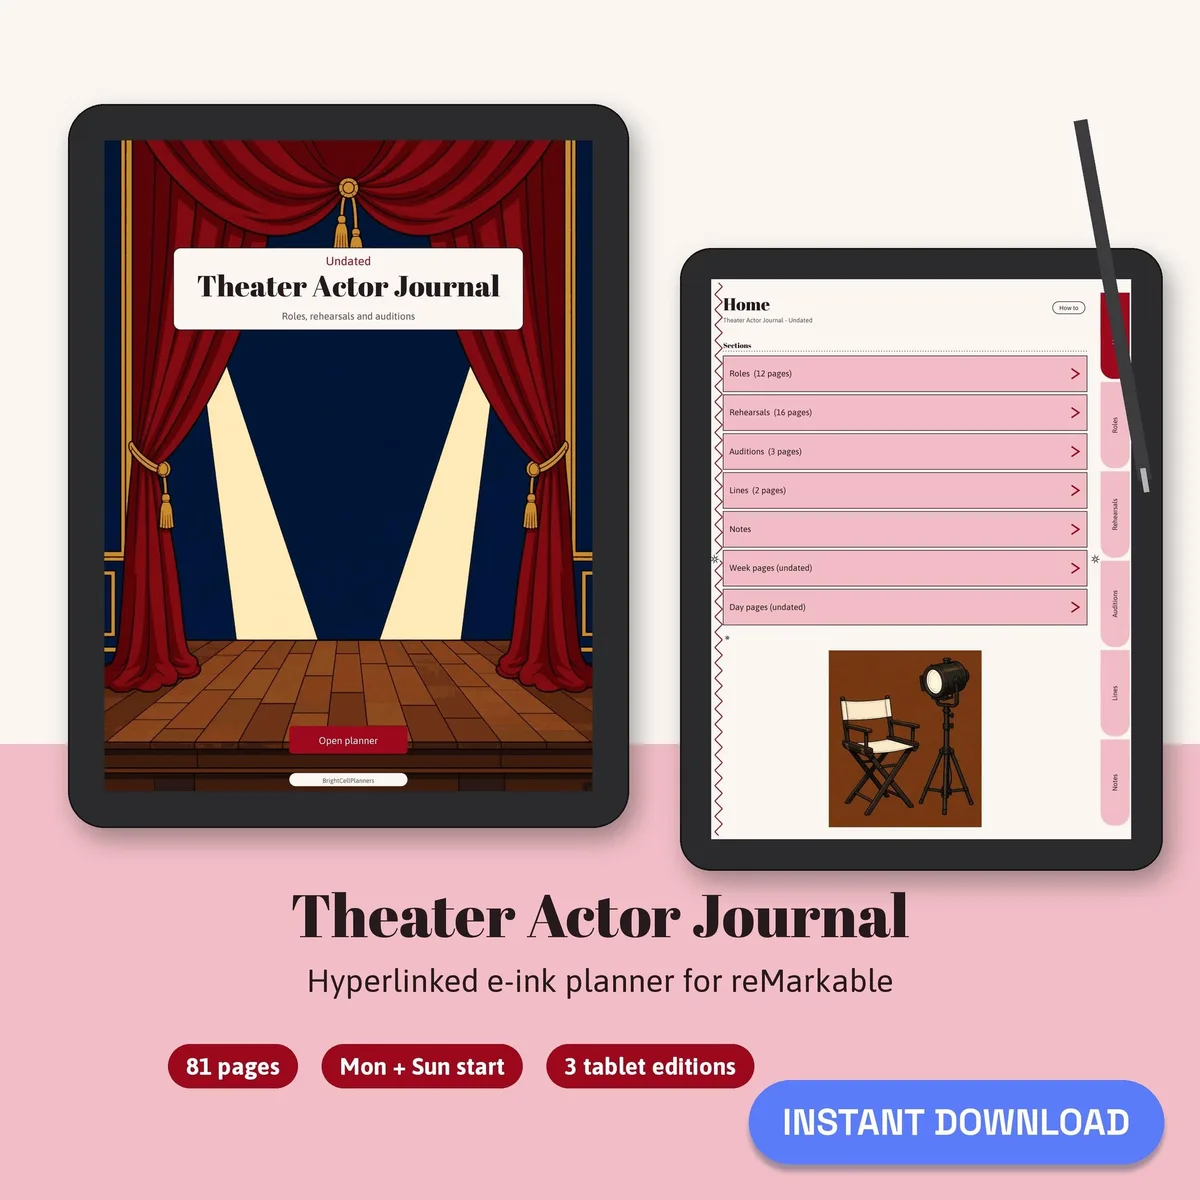 Undated
Theater Actor Journal
Roles, rehearsals and auditions
Open planner
BrightCellPlanners
Home
How to
Theater Actor Journal - Undated
Sections
Roles (12 pages)
Rehearsals (16 pages)
Auditions (3 pages)
Lines (2 pages)
Notes
Week pages (undated)
Day pages (undated)
Roles
Rehearsals
Auditions
Lines
Notes
Theater Actor Journal
Hyperlinked e-ink planner for reMarkable
81 pages
Mon + Sun start
3 tablet editions
INSTANT DOWNLOAD